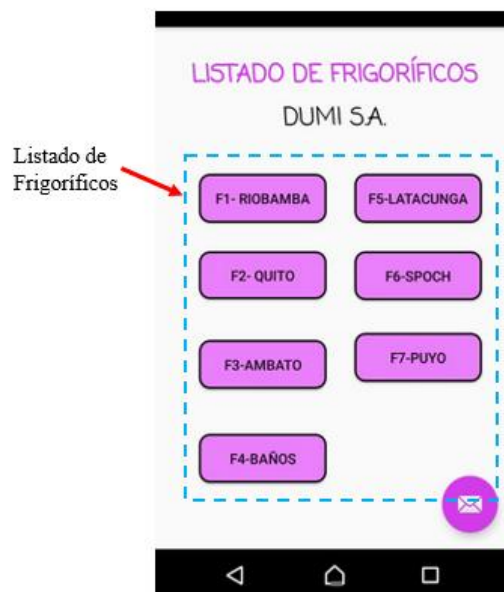 LISTADO DE FRIGORÍFICOS
DUMI S.A.
Listado de
Frigoríficos
F1- RIOBAMBA
F5-LATACUNGA
F2- QUITO
F6-SPOCH
F3-AMBATO
F7-PUYO
F4-BAÑOS